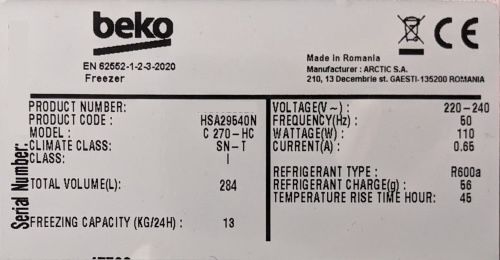 beko
CE
EN 62552-1-2-3-2020
Freezer
Made in Romania
Manufacturer : ARCTIC S.A.
210, 13 Decembrie st. GAESTI-135200 ROMANIA
Serial Number:
PRODUCT NUMBER:
PRODUCT CODE : HSA29540N
MODEL : C 270-HC
CLIMATE CLASS: SN-T
CLASS: I
TOTAL VOLUME(L): 284
FREEZING CAPACITY (KG/24H) : 13
VOLTAGE(V~) : 220-240
FREQUENCY(Hz) : 50
WATTAGE(W) : 110
CURRENT(A) : 0.65
REFRIGERANT TYPE : R600a
REFRIGERANT CHARGE(g) : 56
TEMPERATURE RISE TIME HOUR: 45